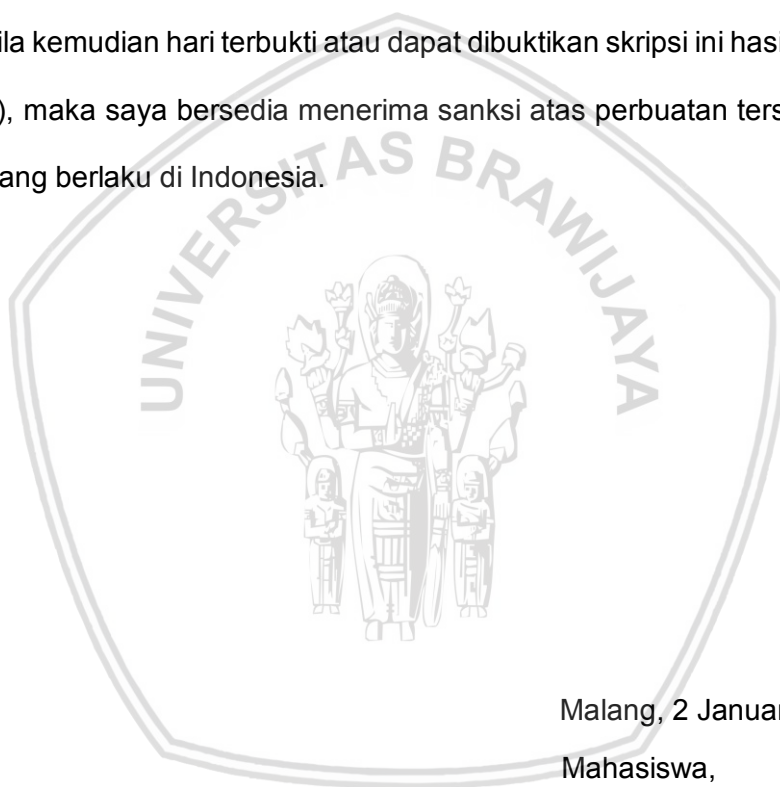 ila kemudian hari terbukti atau dapat dibuktikan skripsi ini hasi
), maka saya bersedia menerima sanksi atas perbuatan ters
ang berlaku di Indonesia.
UNIVERSITAS BRAWIJAYA
Malang, 2 Januar
Mahasiswa,